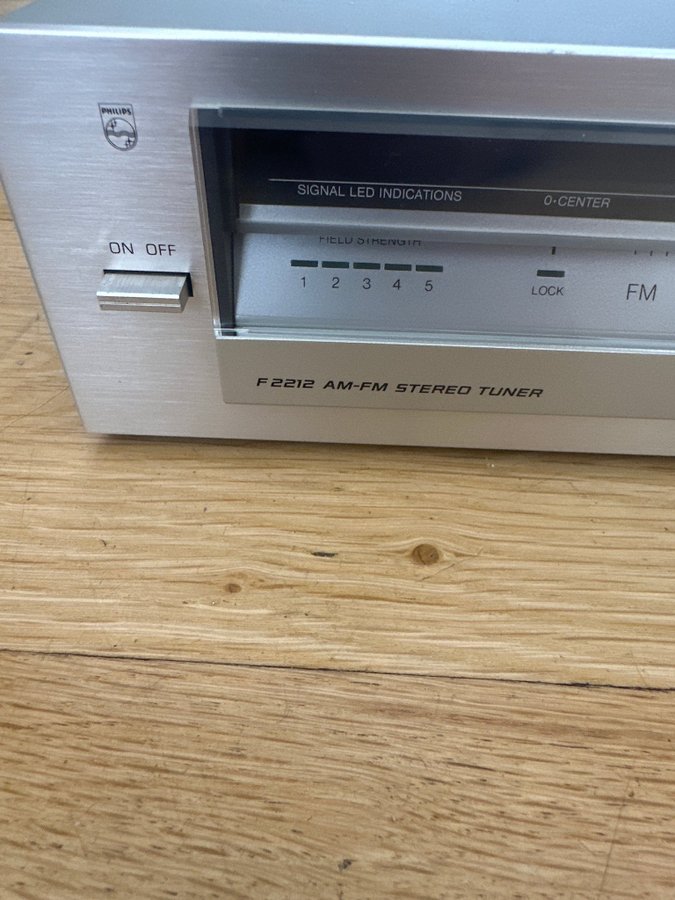 PHILIPS
SIGNAL LED INDICATIONS
0·CENTER
ON OFF
FIELD STRENGTH
1 2 3 4 5
LOCK
FM
F2212 AM-FM STEREO TUNER